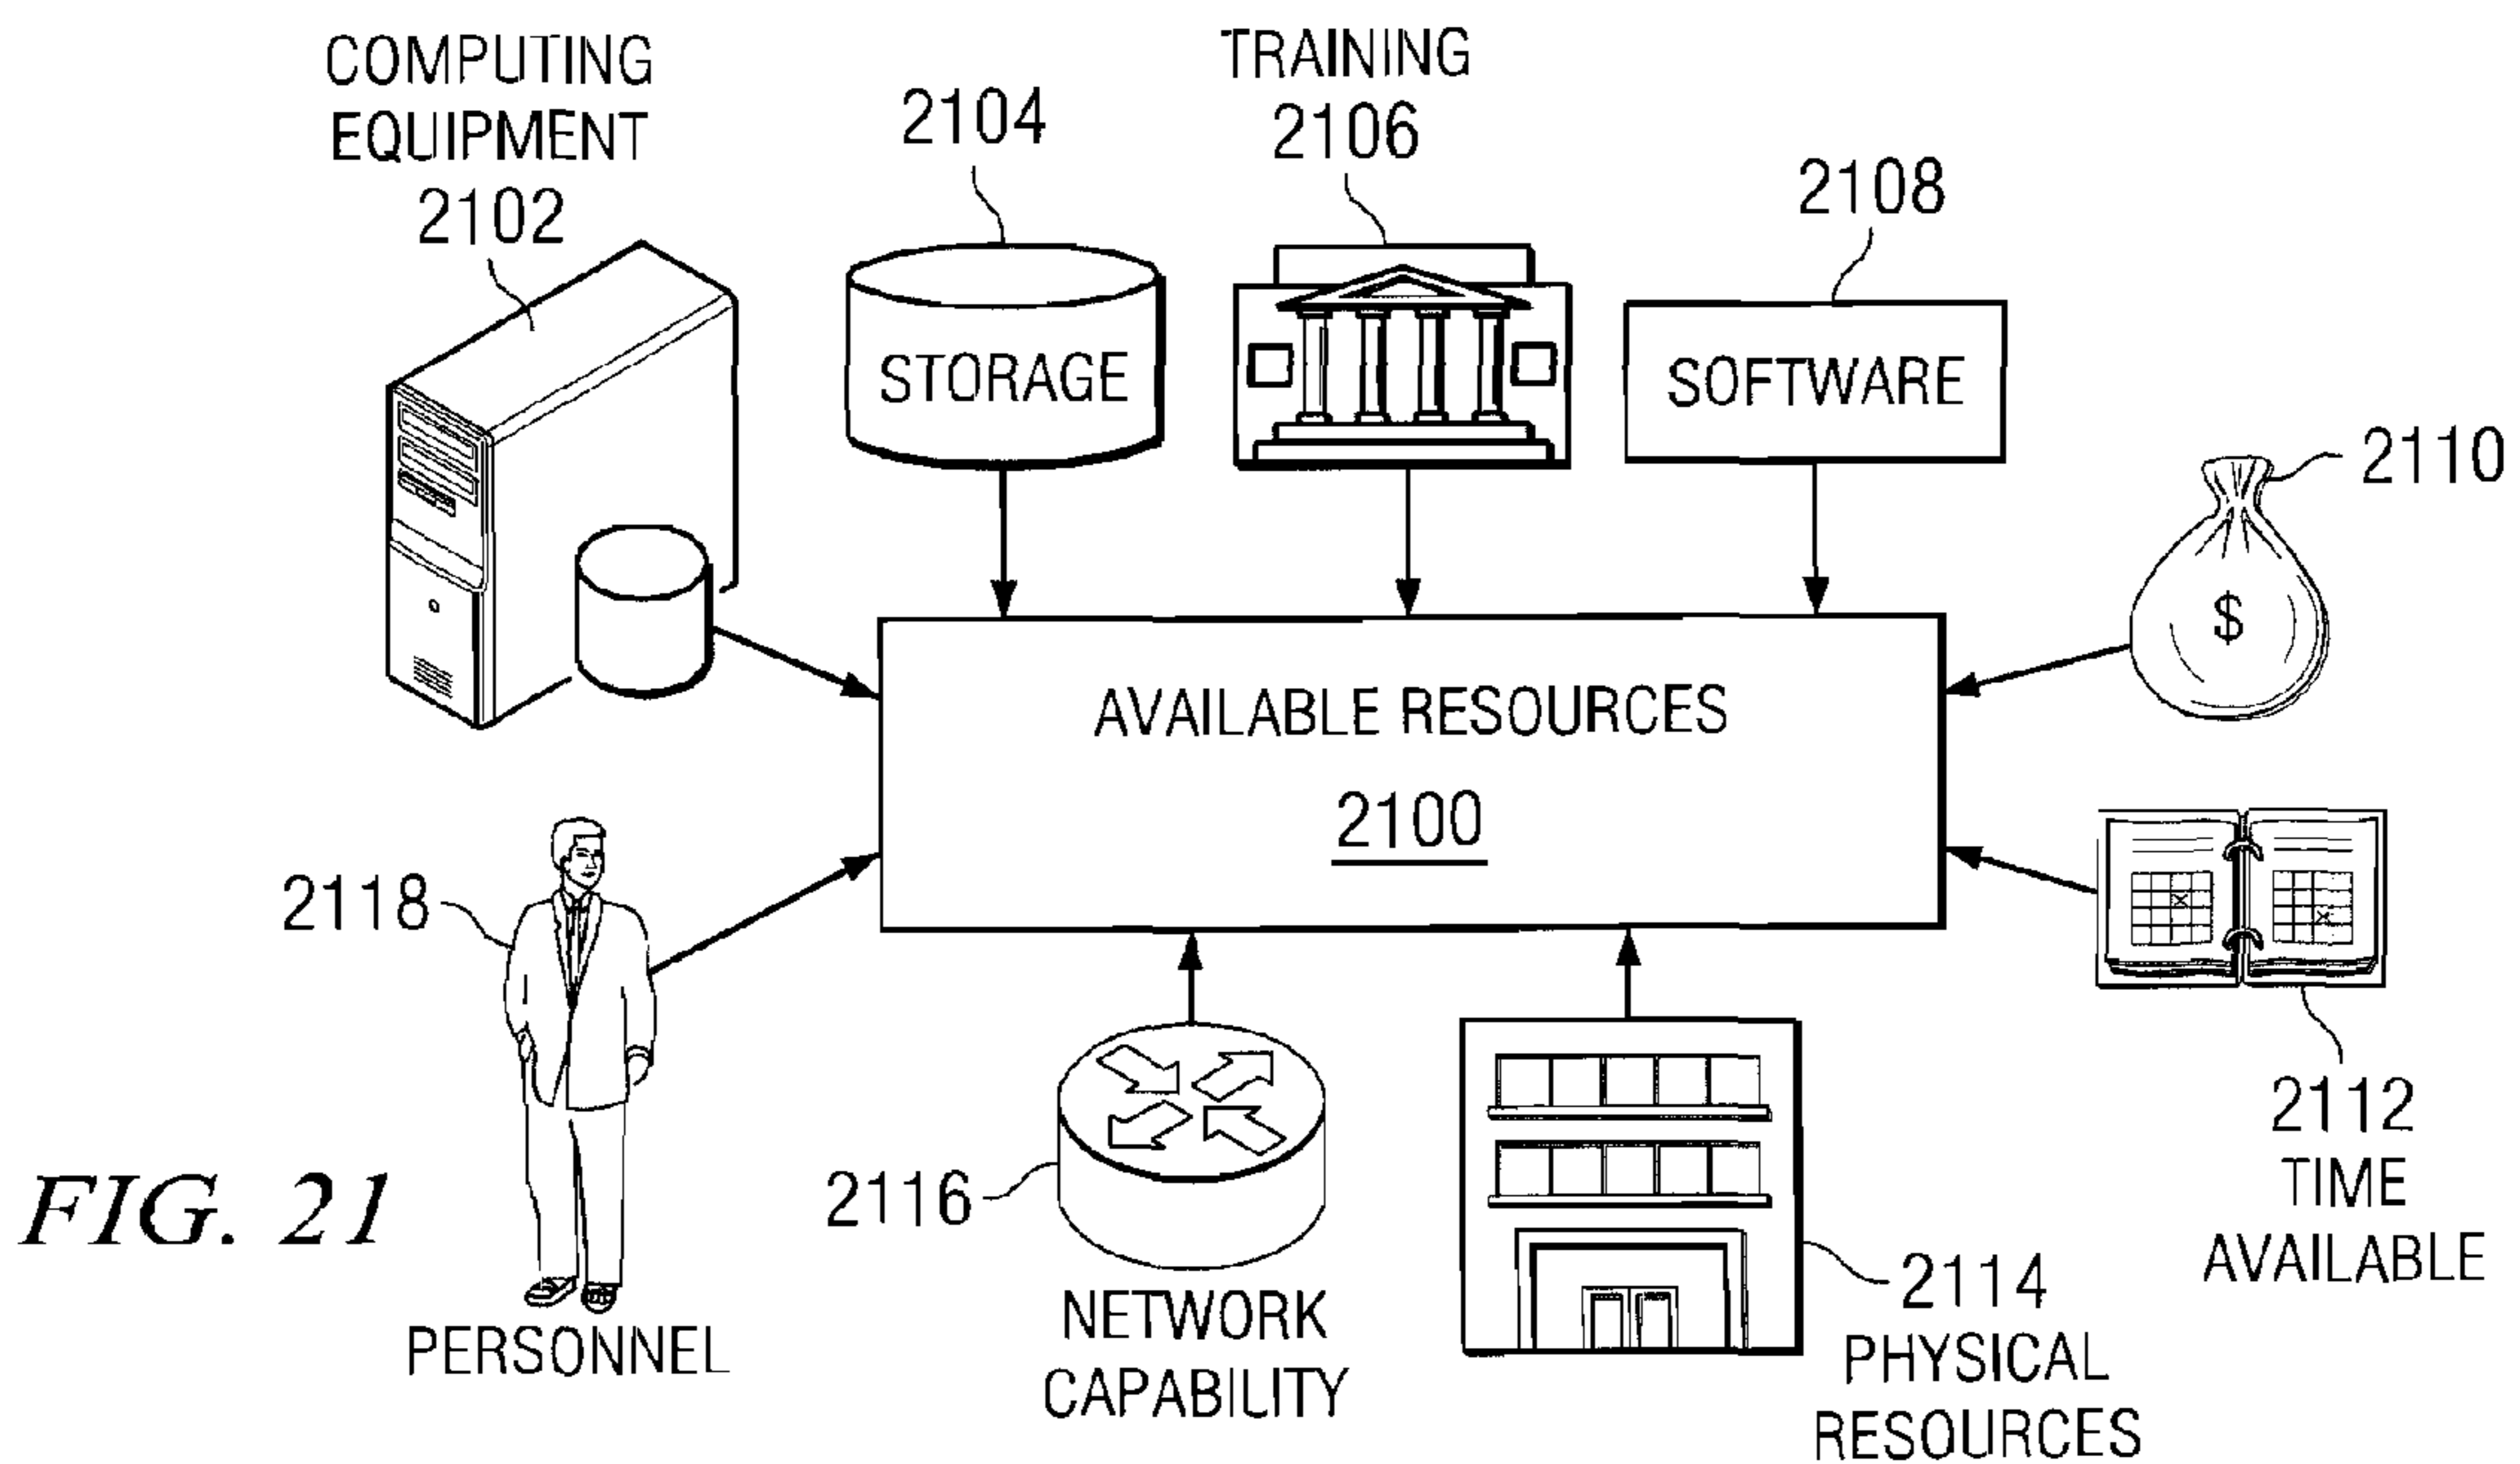 COMPUTING
EQUIPMENT
2102
2104
TRAINING
2106
2108
STORAGE
SOFTWARE
2110
$
AVAILABLE RESOURCES
2100
2118
PERSONNEL
2116
NETWORK
CAPABILITY
2114
PHYSICAL
RESOURCES
2112
TIME
AVAILABLE
FIG. 21